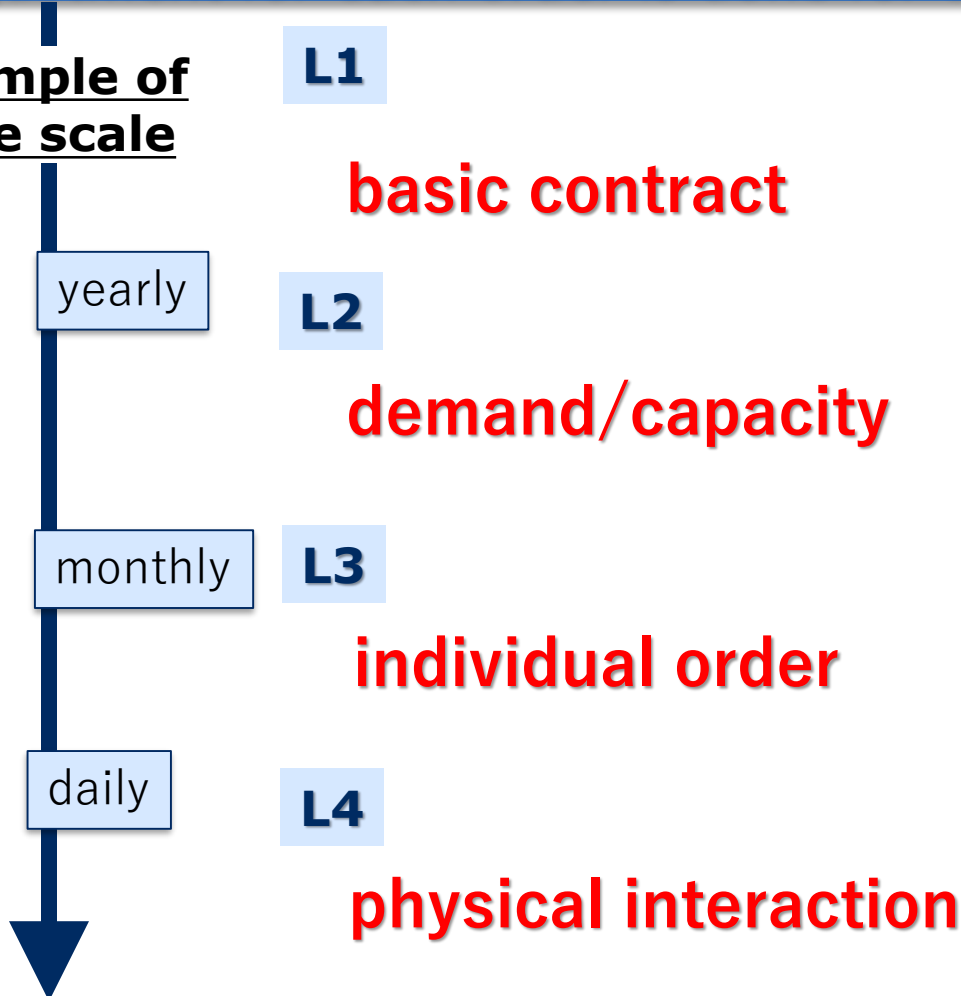 mple of
e scale
L1
basic contract
yearly
L2
demand/capacity
monthly
L3
individual order
daily
L4
physical interaction